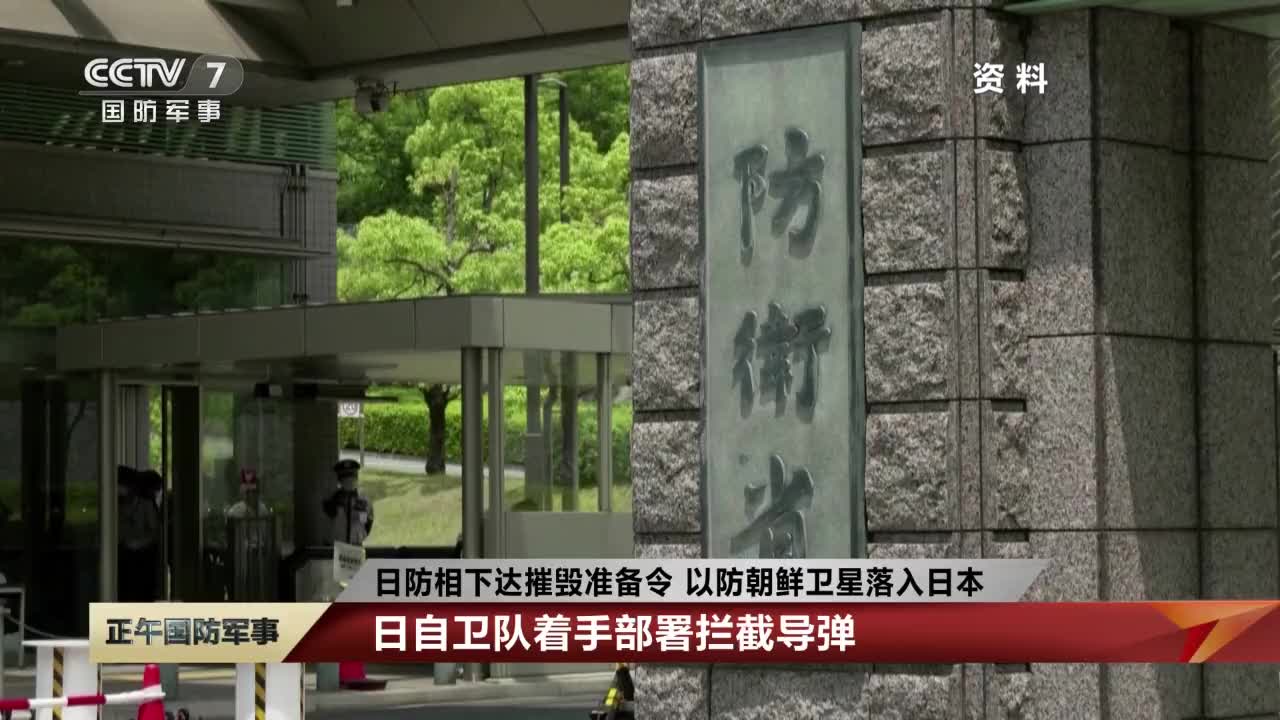 CCTV 7
国防军事
资料
防
衛
省
日防相下达摧毁准备令 以防朝鲜卫星落入日本
正午国防军事
日自卫队着手部署拦截导弹